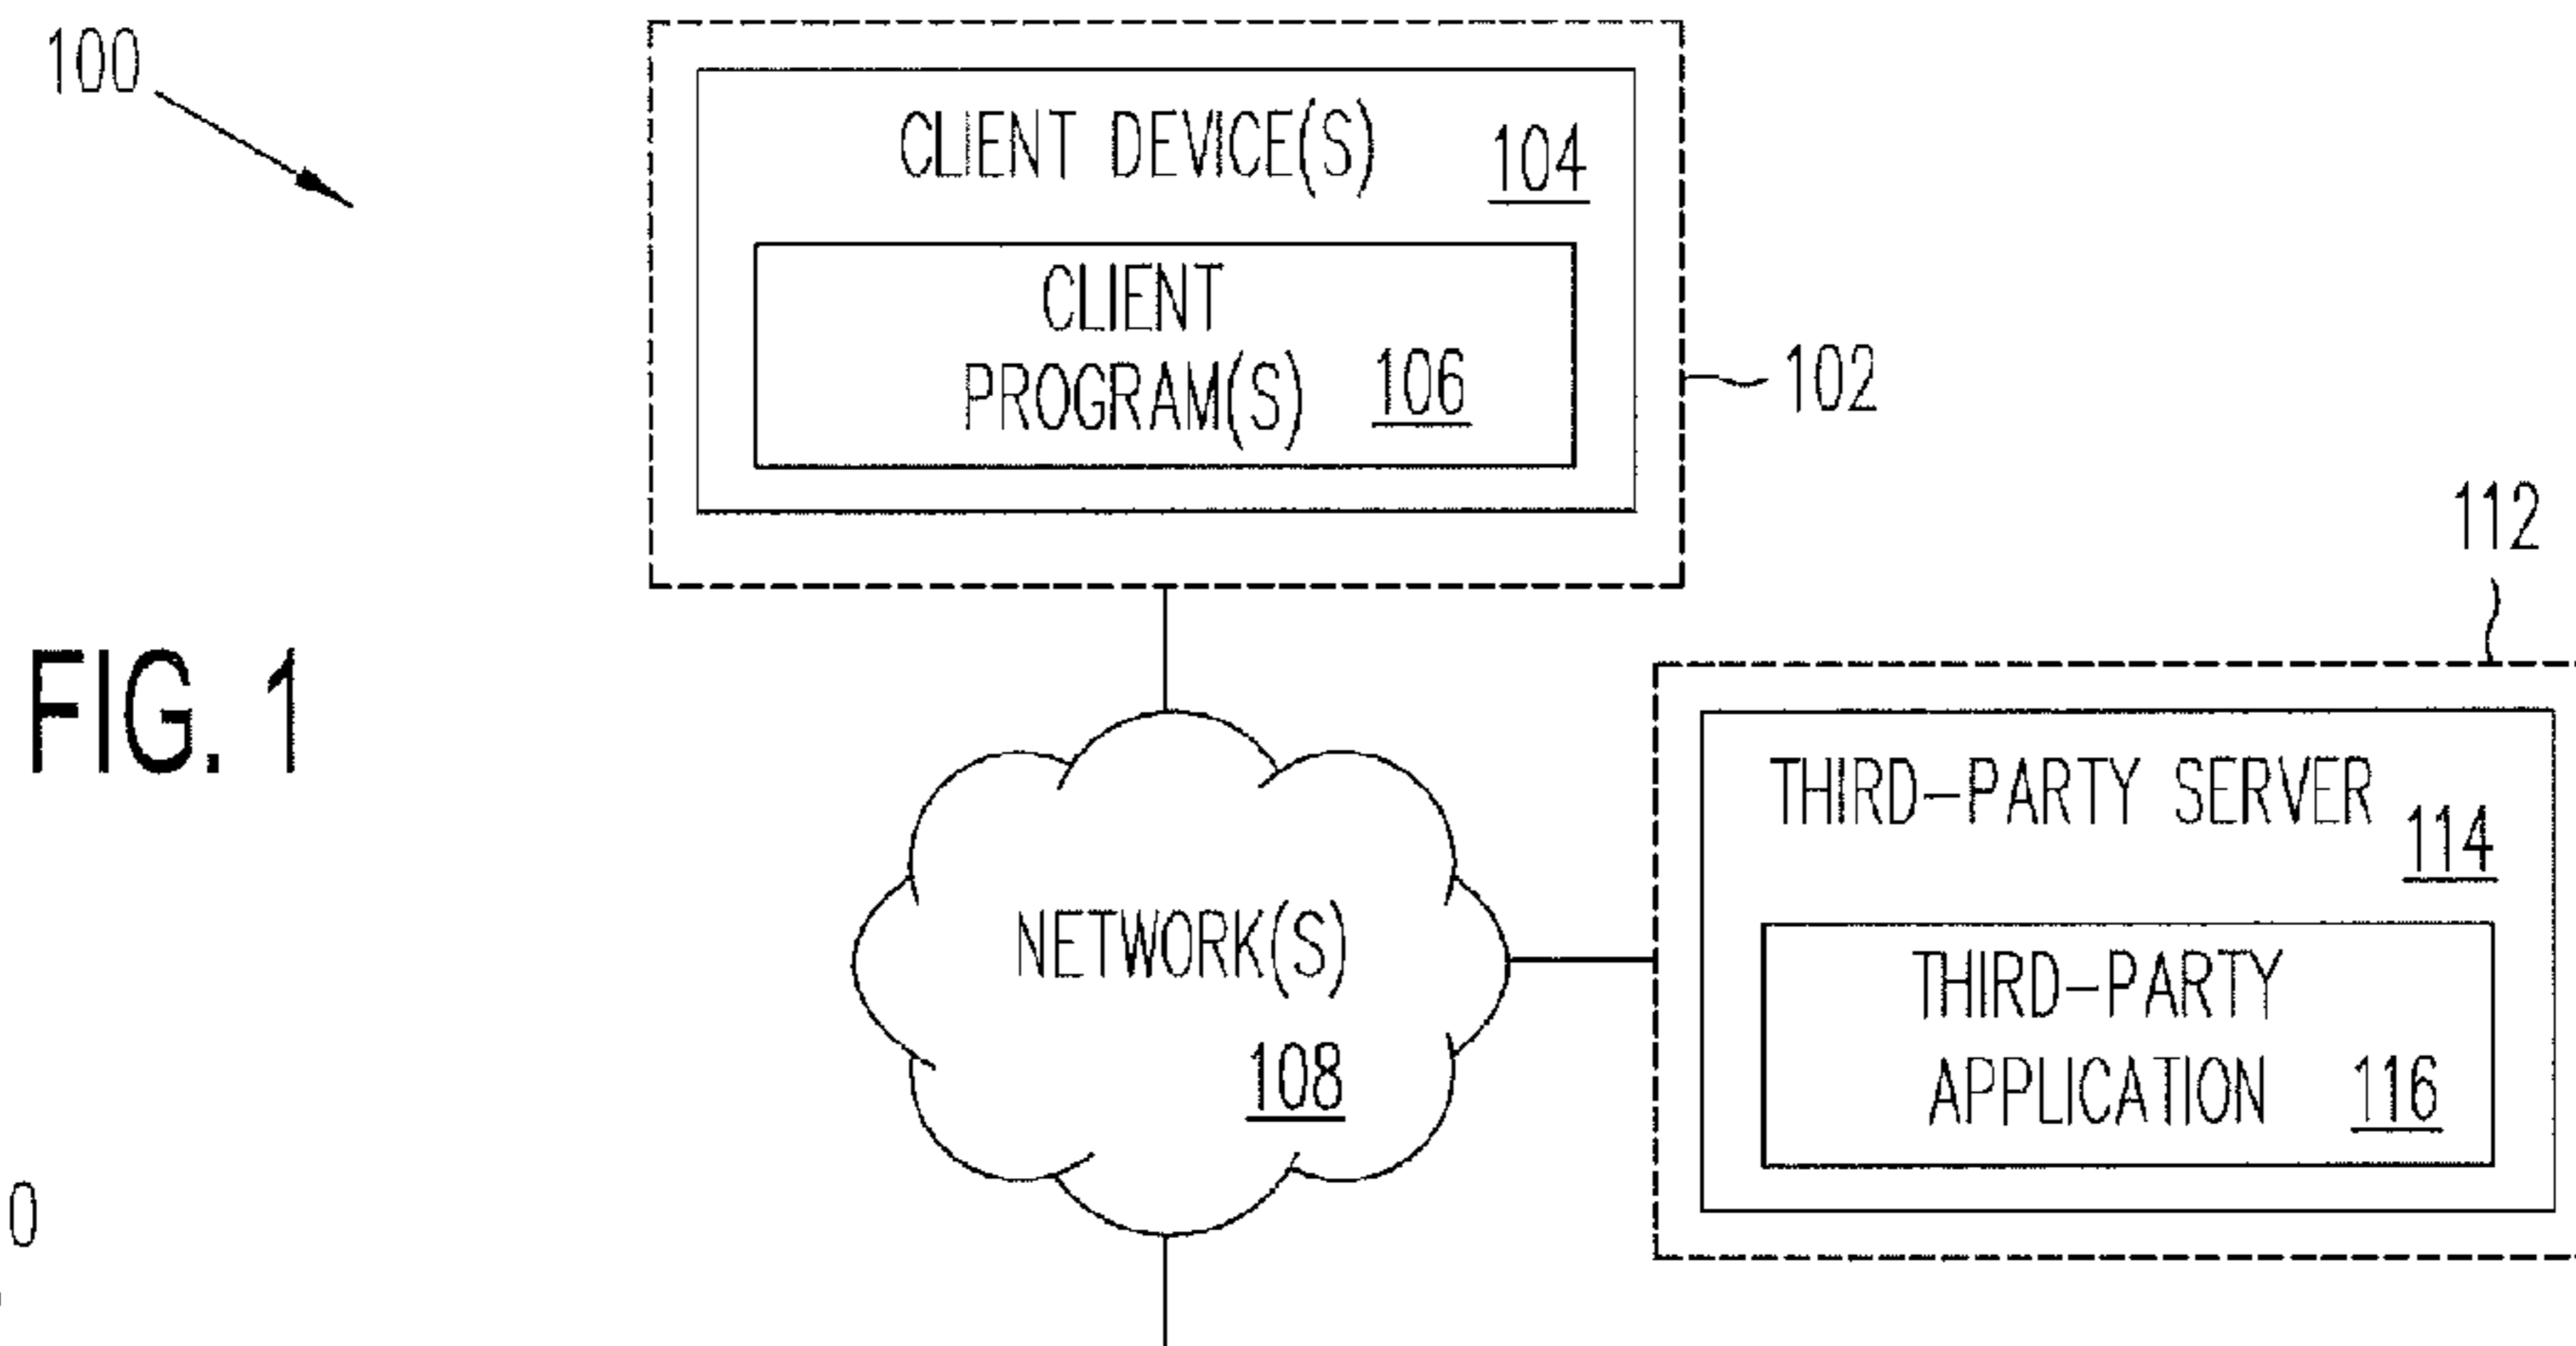 100
CLIENT DEVICE(S)
104
CLIENT
PROGRAM(S) 106
102
112
FIG. 1
THIRD-PARTY SERVER
114
NETWORK(S)
108
THIRD-PARTY
APPLICATION 116
0